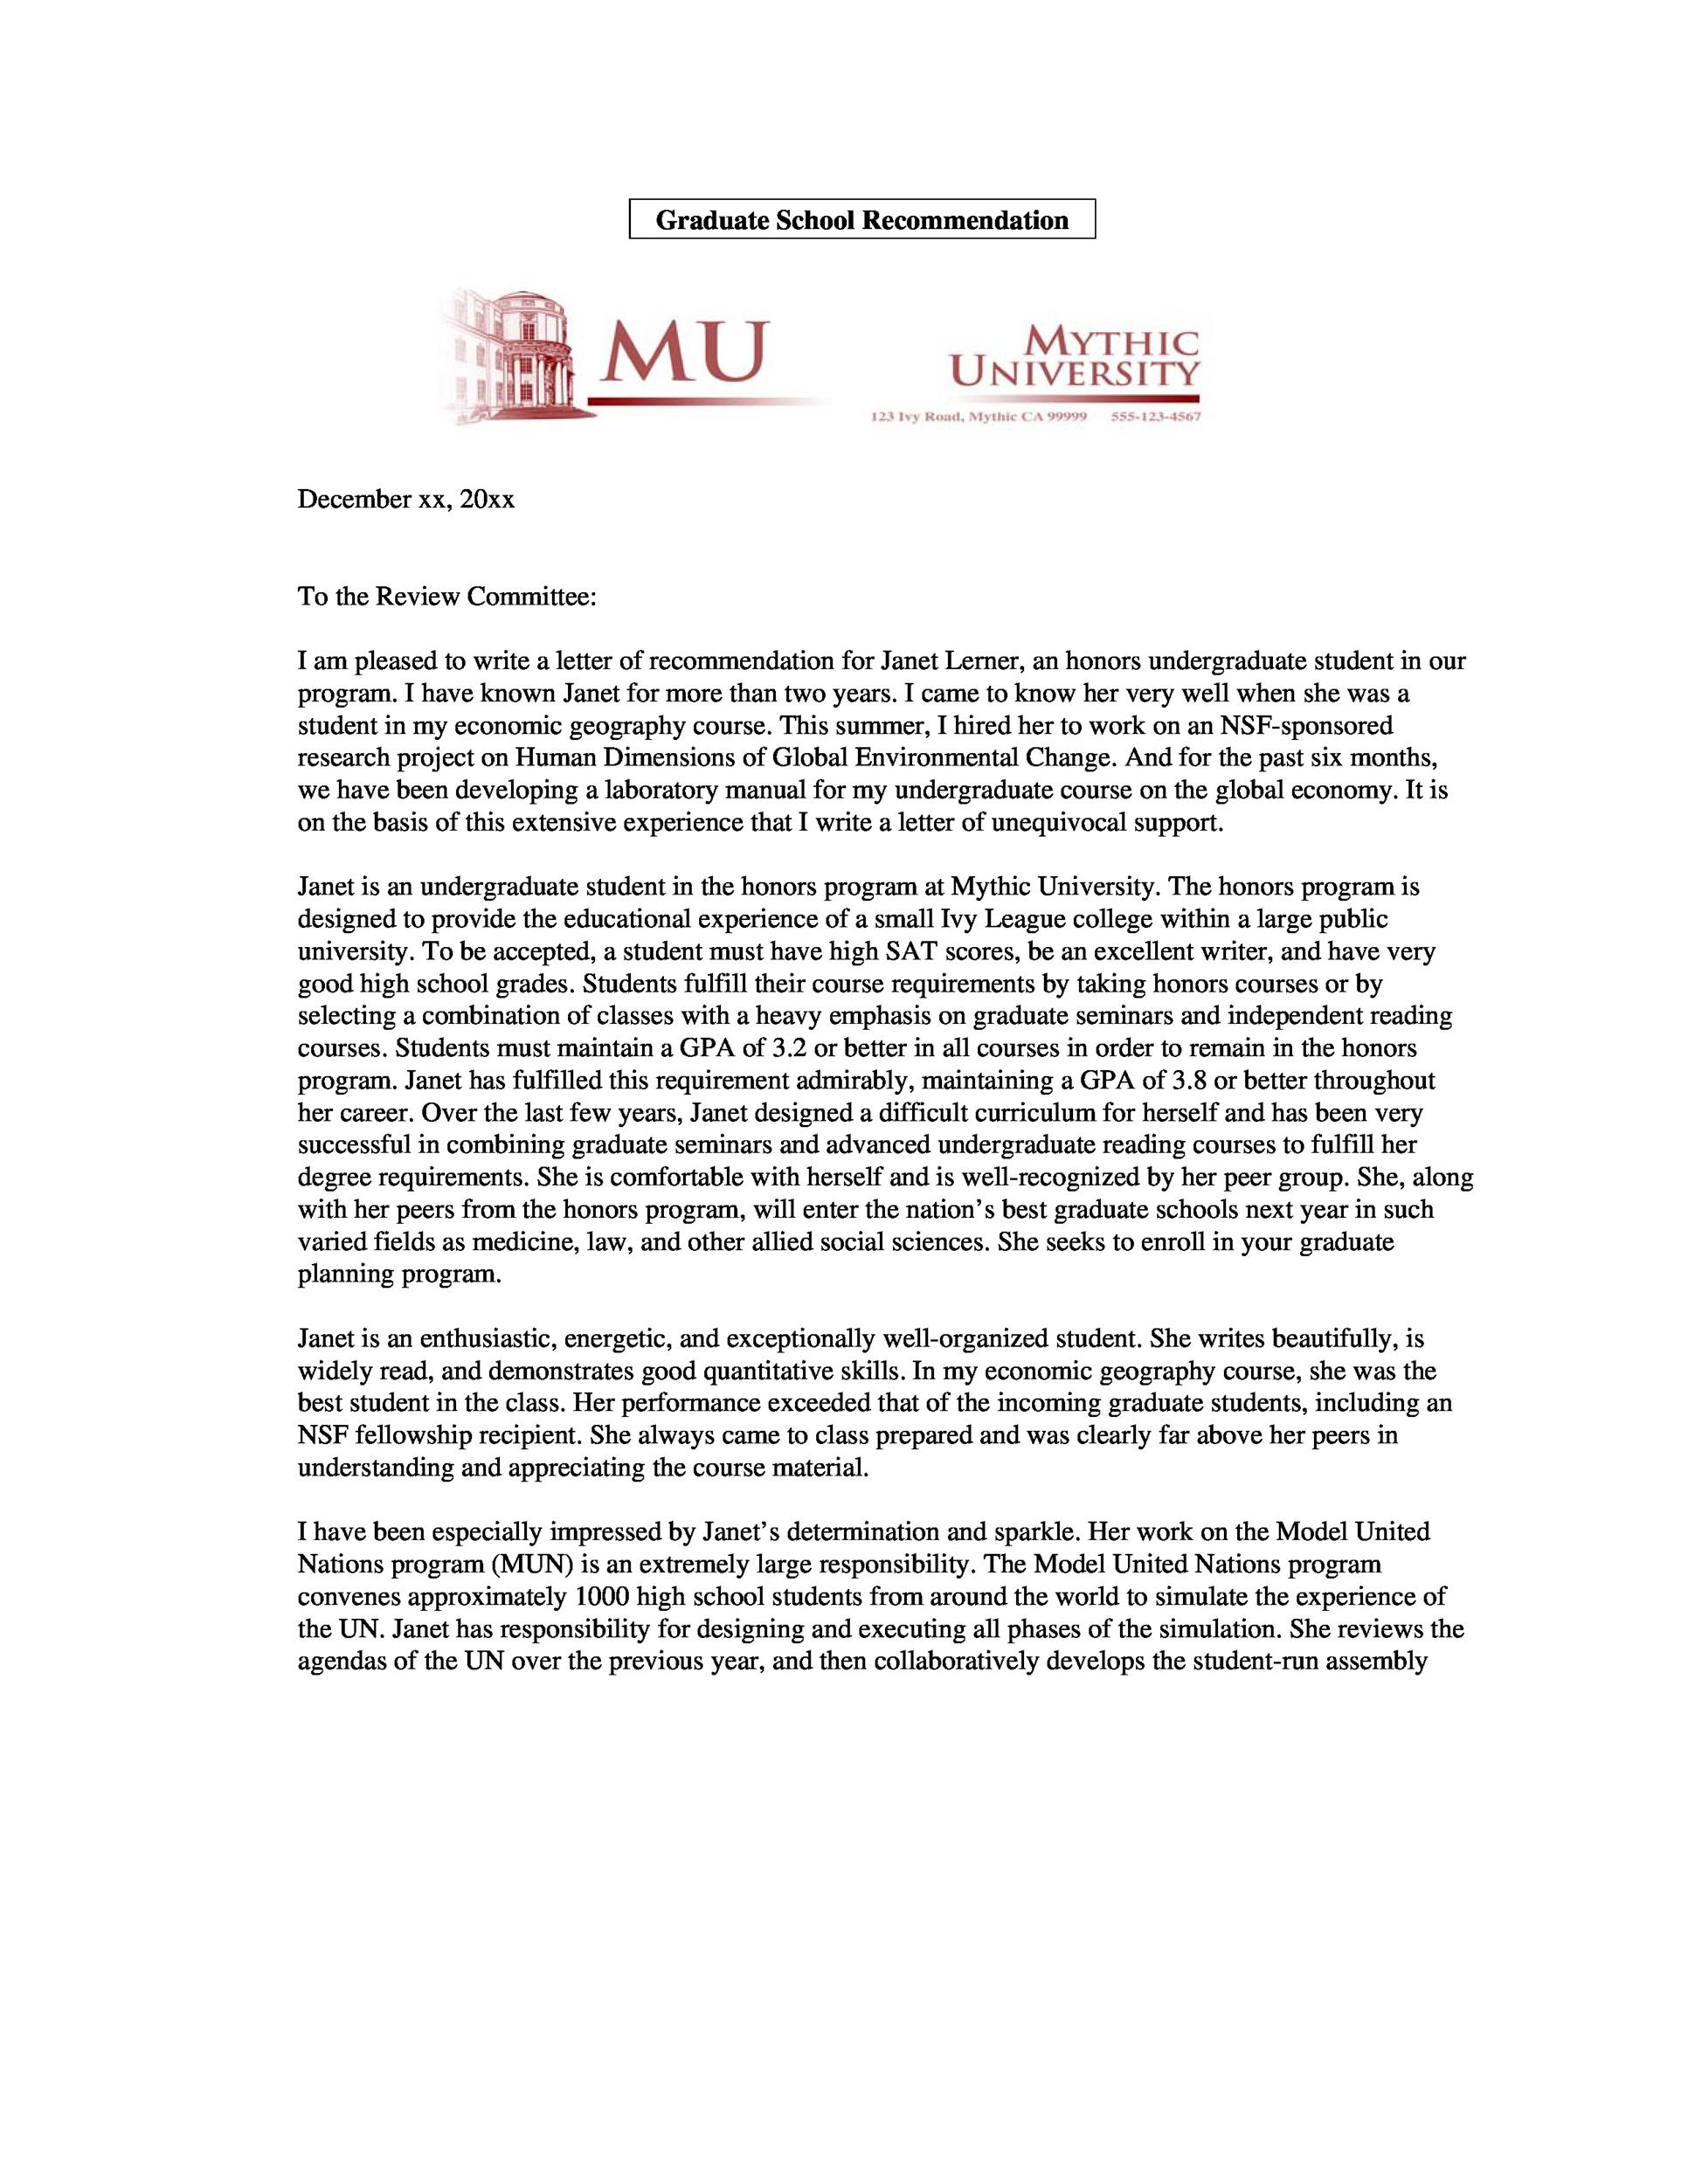 Graduate School Recommendation
MU
MYTHIC
UNIVERSITY
123 Ivy Road, Mythic CA 99999 555-123-4567
December xx, 20xx
To the Review Committee:
I am pleased to write a letter of recommendation for Janet Lerner, an honors undergraduate student in our
program. I have known Janet for more than two years. I came to know her very well when she was a
student in my economic geography course. This summer, I hired her to work on an NSF-sponsored
research project on Human Dimensions of Global Environmental Change. And for the past six months,
we have been developing a laboratory manual for my undergraduate course on the global economy. It is
on the basis of this extensive experience that I write a letter of unequivocal support.
Janet is an undergraduate student in the honors program at Mythic University. The honors program is
designed to provide the educational experience of a small Ivy League college within a large public
university. To be accepted, a student must have high SAT scores, be an excellent writer, and have very
good high school grades. Students fulfill their course requirements by taking honors courses or by
selecting a combination of classes with a heavy emphasis on graduate seminars and independent reading
courses. Students must maintain a GPA of 3.2 or better in all courses in order to remain in the honors
program. Janet has fulfilled this requirement admirably, maintaining a GPA of 3.8 or better throughout
her career. Over the last few years, Janet designed a difficult curriculum for herself and has been very
successful in combining graduate seminars and advanced undergraduate reading courses to fulfill her
degree requirements. She is comfortable with herself and is well-recognized by her peer group. She, along
with her peers from the honors program, will enter the nation’s best graduate schools next year in such
varied fields as medicine, law, and other allied social sciences. She seeks to enroll in your graduate
planning program.
Janet is an enthusiastic, energetic, and exceptionally well-organized student. She writes beautifully, is
widely read, and demonstrates good quantitative skills. In my economic geography course, she was the
best student in the class. Her performance exceeded that of the incoming graduate students, including an
NSF fellowship recipient. She always came to class prepared and was clearly far above her peers in
understanding and appreciating the course material.
I have been especially impressed by Janet’s determination and sparkle. Her work on the Model United
Nations program (MUN) is an extremely large responsibility. The Model United Nations program
convenes approximately 1000 high school students from around the world to simulate the experience of
the UN. Janet has responsibility for designing and executing all phases of the simulation. She reviews the
agendas of the UN over the previous year, and then collaboratively develops the student-run assembly